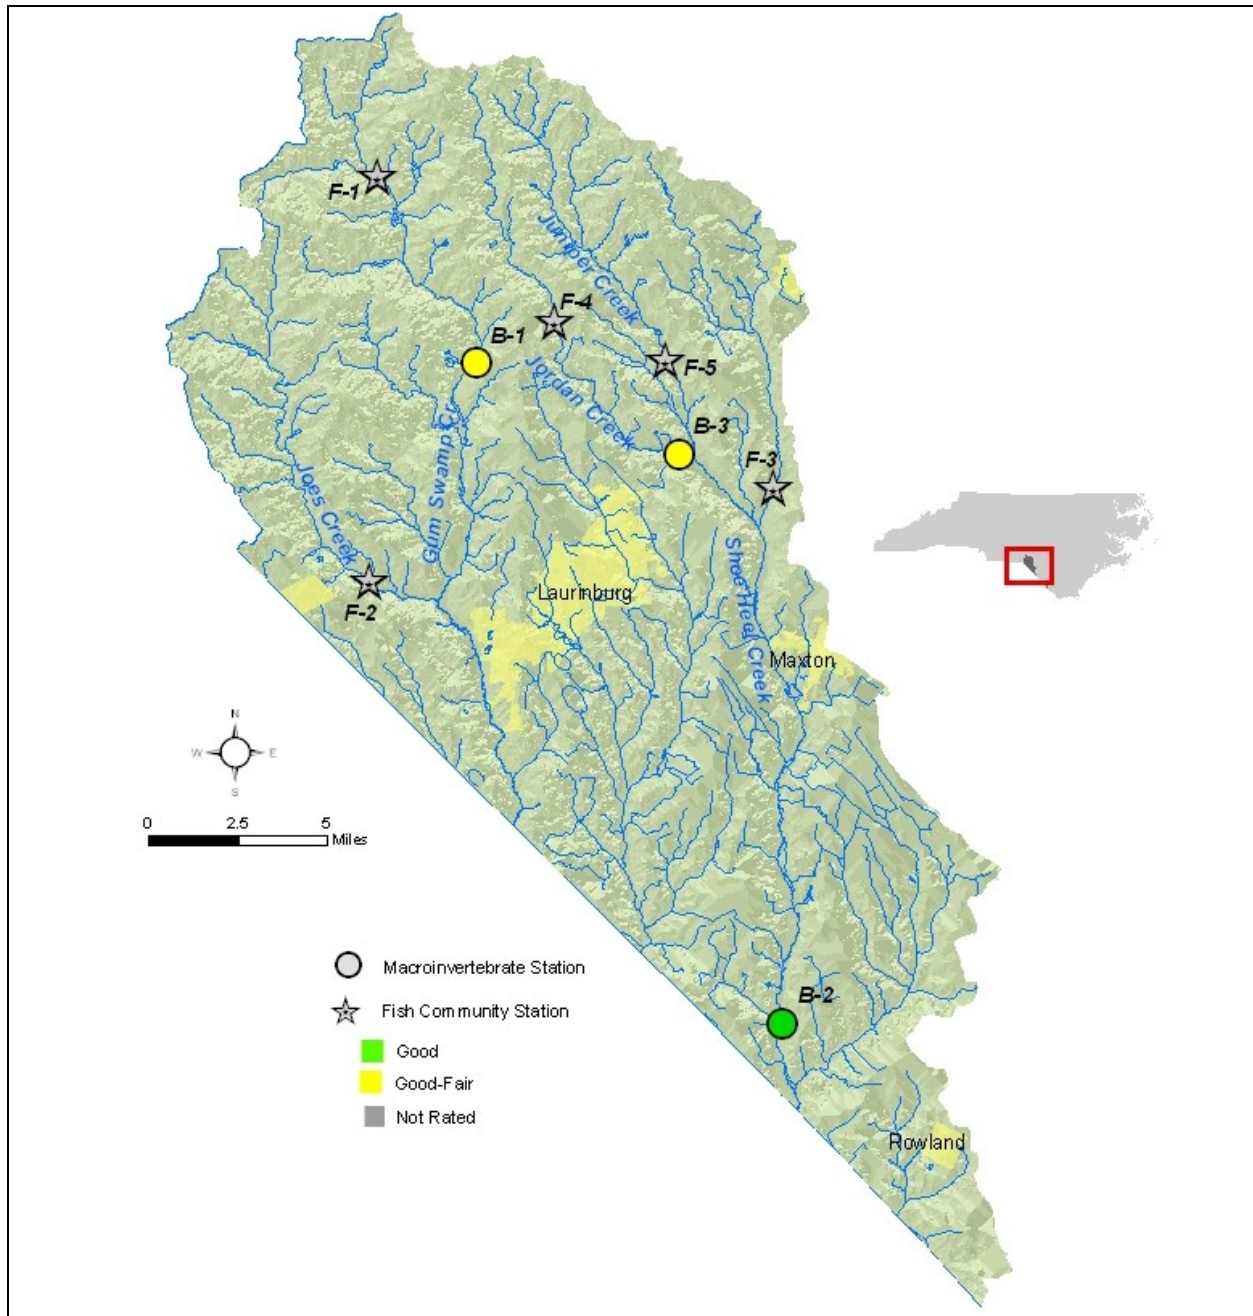 F-1
Juniper Creek
F-4
B-1
F-5
Jordan Creek
B-3
F-3
Gum Swamp Cr
Joes Creek
Shoe Heel Creek
Laurinburg
F-2
Maxton
N
W E
S
0 2.5 5
Miles
Macroinvertebrate Station
B-2
Fish Community Station
Good
Good-Fair
Not Rated
Rowland